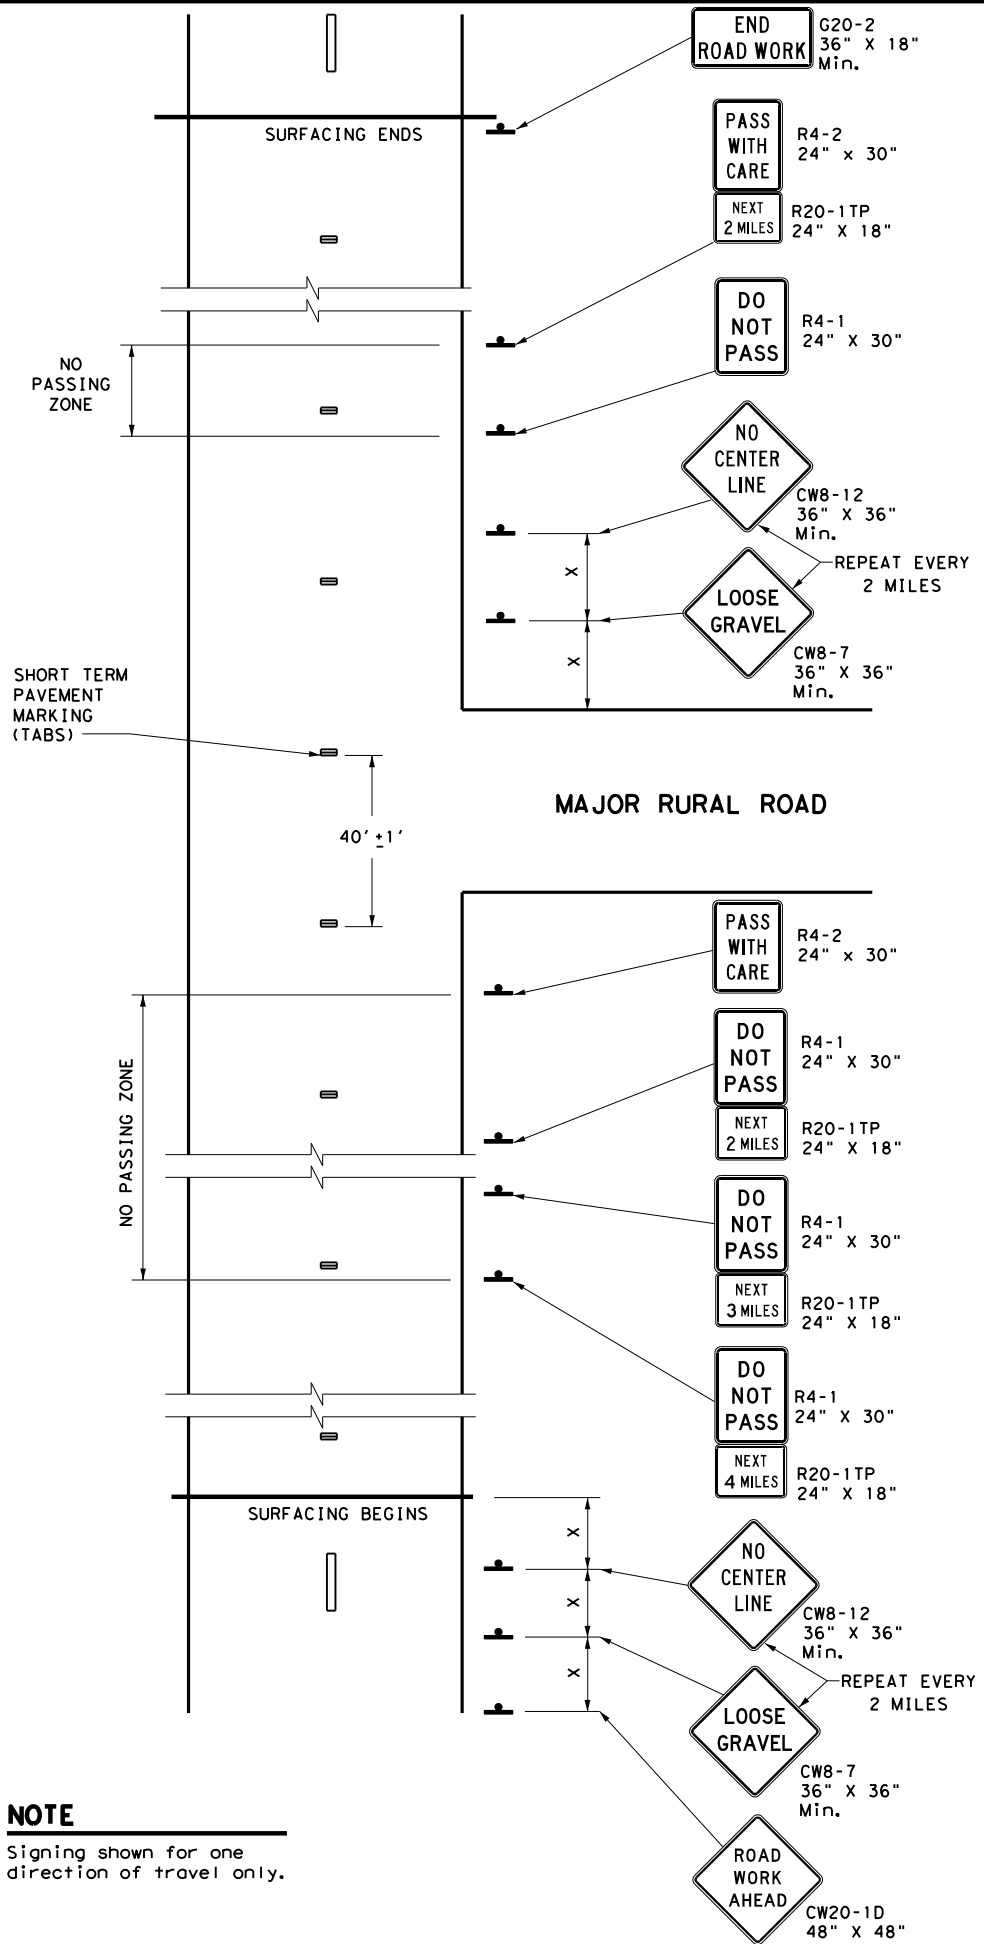 END
ROAD WORK
G20-2
36" X 18"
Min.
SURFACING ENDS
PASS
WITH
CARE
R4-2
24" x 30"
NEXT
2 MILES
R20-1TP
24" X 18"
DO
NOT
PASS
R4-1
24" X 30"
NO
PASSING
ZONE
NO
CENTER
LINE
CW8-12
36" X 36"
Min.
X
REPEAT EVERY
2 MILES
LOOSE
GRAVEL
CW8-7
36" X 36"
Min.
X
SHORT TERM
PAVEMENT
MARKING
(TABS)
MAJOR RURAL ROAD
40' ±1'
PASS
WITH
CARE
R4-2
24" x 30"
DO
NOT
PASS
R4-1
24" X 30"
NEXT
2 MILES
R20-1TP
24" X 18"
NO PASSING ZONE
DO
NOT
PASS
R4-1
24" X 30"
NEXT
3 MILES
R20-1TP
24" X 18"
DO
NOT
PASS
R4-1
24" X 30"
NEXT
4 MILES
R20-1TP
24" X 18"
SURFACING BEGINS
X
NO
CENTER
LINE
CW8-12
36" X 36"
Min.
X
REPEAT EVERY
2 MILES
X
LOOSE
GRAVEL
CW8-7
36" X 36"
Min.
ROAD
WORK
AHEAD
CW20-1D
48" X 48"
NOTE
Signing shown for one
direction of travel only.